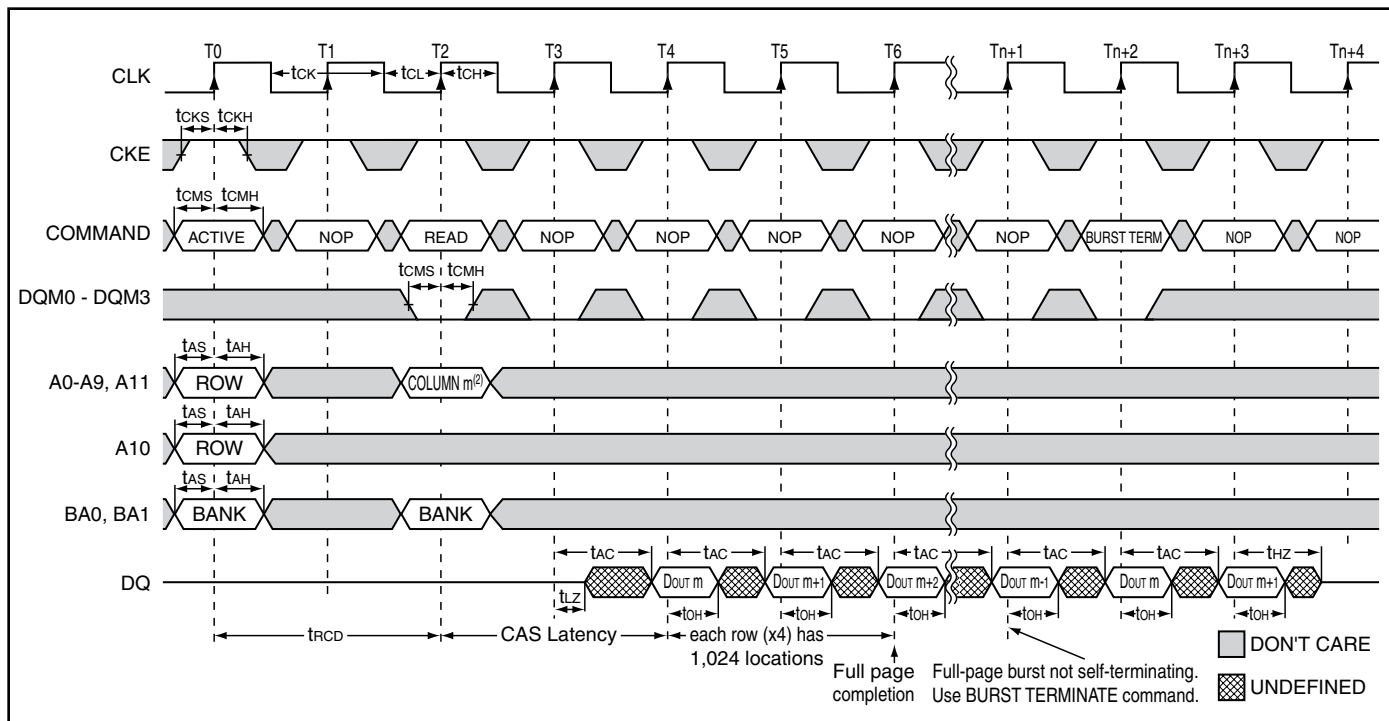 T0 T1 T2 T3 T4 T5 T6 Tn+1 Tn+2 Tn+3 Tn+4
CLK tCK tCL tCH
tCKS tCKH
CKE
tCMS tCMH
COMMAND ACTIVE NOP READ NOP NOP NOP NOP NOP BURST TERM NOP NOP
tCMS tCMH
DQM0 - DQM3
tAS tAH
A0-A9, A11 ROW COLUMN m(2)
tAS tAH
A10 ROW
tAS tAH
BA0, BA1 BANK BANK
tAC tAC tAC tAC tAC tAC tHZ
DQ DOUT m DOUT m+1 DOUT m+2 DOUT m-1 DOUT m DOUT m+1
tLZ tOH tOH tOH tOH tOH tOH
tRCD CAS Latency each row (x4) has
1,024 locations
Full page
completion
Full-page burst not self-terminating.
Use BURST TERMINATE command.
DON'T CARE
UNDEFINED